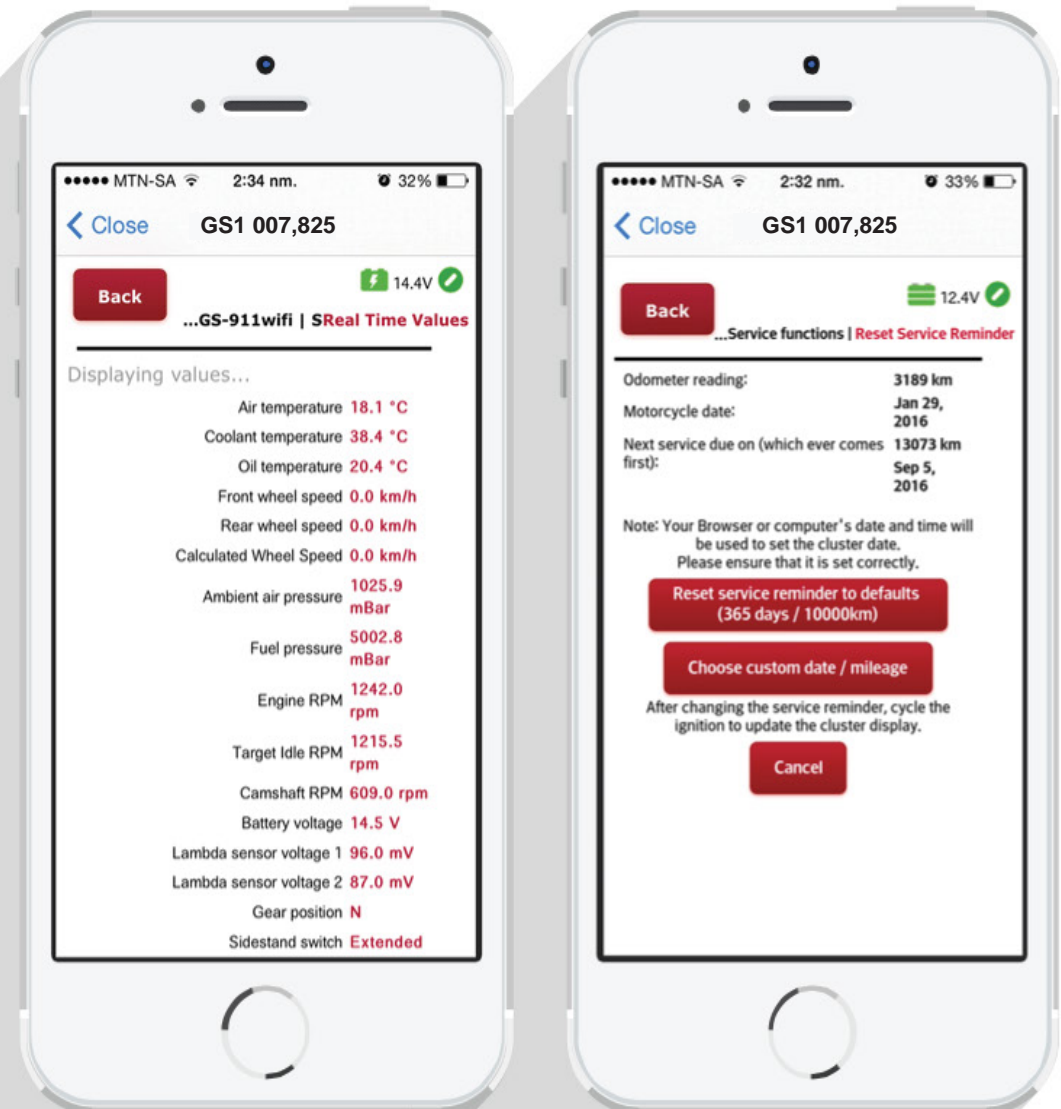 ●●●●● MTN-SA 2:34 nm. 32%
Close GS1 007,825
Back
14.4V
...GS-911wifi | SReal Time Values
Displaying values...
Air temperature 18.1 °C
Coolant temperature 38.4 °C
Oil temperature 20.4 °C
Front wheel speed 0.0 km/h
Rear wheel speed 0.0 km/h
Calculated Wheel Speed 0.0 km/h
Ambient air pressure 1025.9
mBar
Fuel pressure 5002.8
mBar
Engine RPM 1242.0
rpm
Target Idle RPM 1215.5
rpm
Camshaft RPM 609.0 rpm
Battery voltage 14.5 V
Lambda sensor voltage 1 96.0 mV
Lambda sensor voltage 2 87.0 mV
Gear position N
Sidestand switch Extended
●●●●● MTN-SA 2:32 nm. 33%
Close GS1 007,825
Back
12.4V
...Service functions | Reset Service Reminder
Odometer reading: 3189 km
Motorcycle date: Jan 29,
2016
Next service due on (which ever comes 13073 km
first): Sep 5,
2016
Note: Your Browser or computer's date and time will
be used to set the cluster date.
Please ensure that it is set correctly.
Reset service reminder to defaults
(365 days / 10000km)
Choose custom date / mileage
After changing the service reminder, cycle the
ignition to update the cluster display.
Cancel